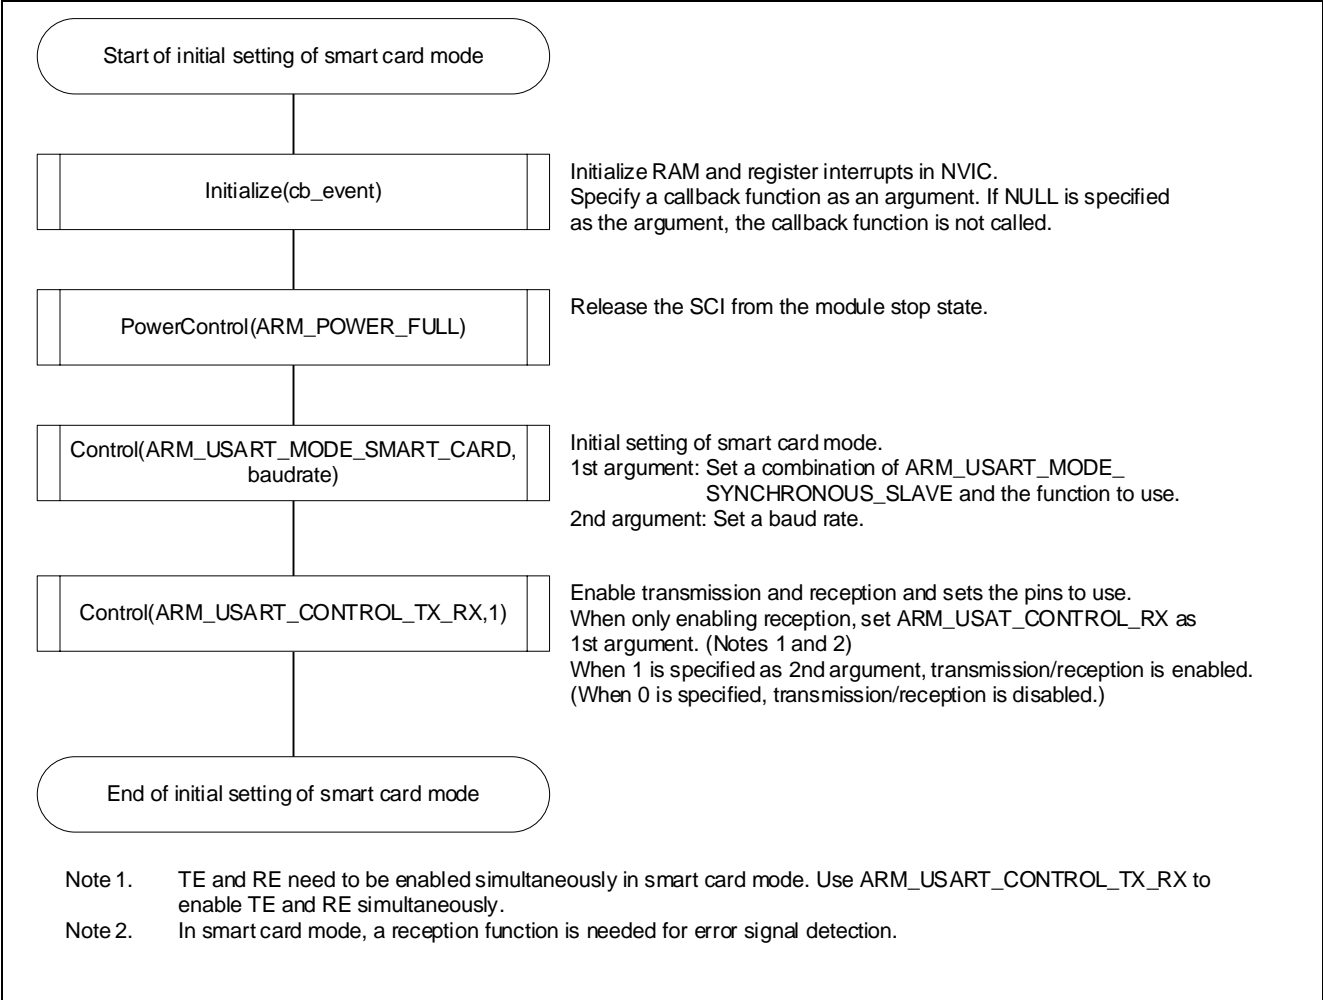 Start of initial setting of smart card mode
Initialize(cb_event)
Initialize RAM and register interrupts in NVIC.
Specify a callback function as an argument. If NULL is specified
as the argument, the callback function is not called.
PowerControl(ARM_POWER_FULL)
Release the SCI from the module stop state.
Control(ARM_USART_MODE_SMART_CARD,
baudrate)
Initial setting of smart card mode.
1st argument: Set a combination of ARM_USART_MODE_
SYNCHRONOUS_SLAVE and the function to use.
2nd argument: Set a baud rate.
Control(ARM_USART_CONTROL_TX_RX,1)
Enable transmission and reception and sets the pins to use.
When only enabling reception, set ARM_USAT_CONTROL_RX as
1st argument. (Notes 1 and 2)
When 1 is specified as 2nd argument, transmission/reception is enabled.
(When 0 is specified, transmission/reception is disabled.)
End of initial setting of smart card mode
Note 1. TE and RE need to be enabled simultaneously in smart card mode. Use ARM_USART_CONTROL_TX_RX to
enable TE and RE simultaneously.
Note 2. In smart card mode, a reception function is needed for error signal detection.